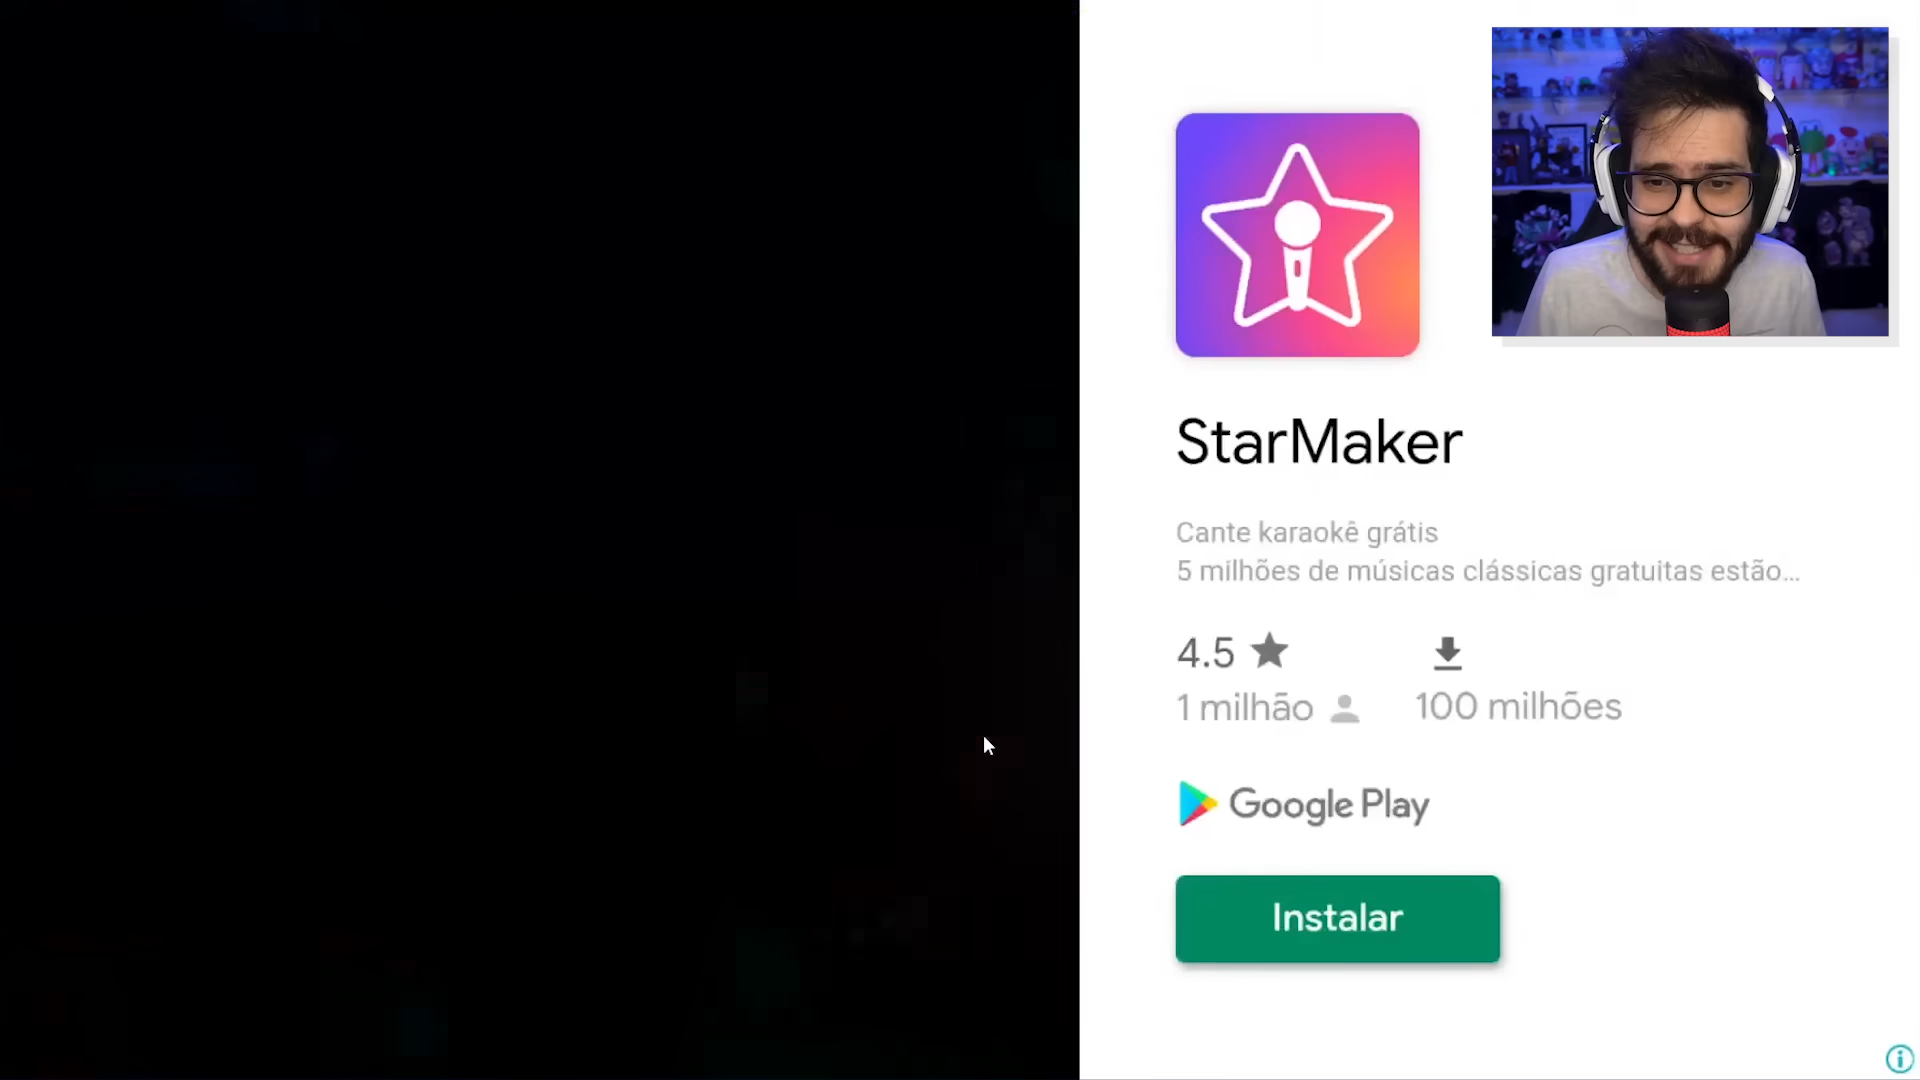 StarMaker
Cante karaokê grátis
5 milhões de músicas clássicas gratuitas estão...
4.5
1 milhão
100 milhões
Google Play
Instalar